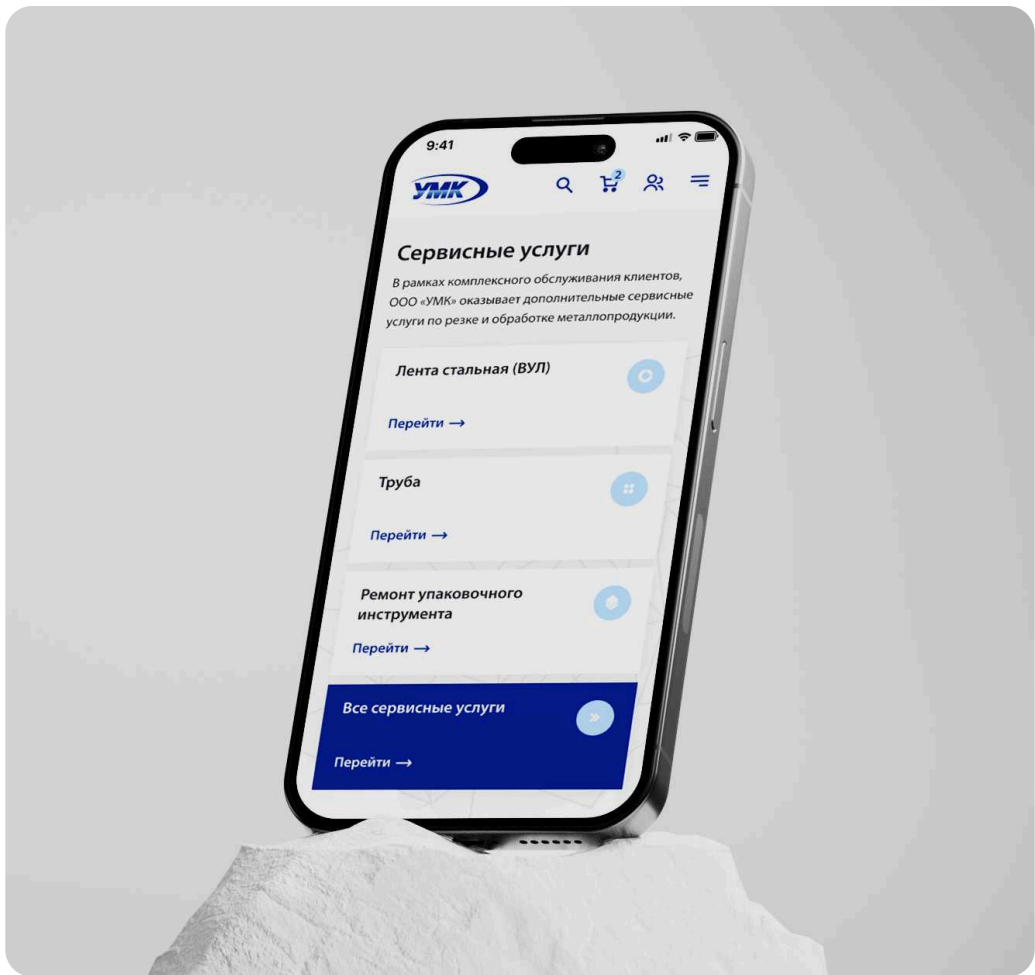 9:41
УМК
2
Сервисные услуги
В рамках комплексного обслуживания клиентов,
ООО «УМК» оказывает дополнительные сервисные
услуги по резке и обработке металлопродукции.
Лента стальная (ВУЛ)
Перейти →
Труба
Перейти →
Ремонт упаковочного
инструмента
Перейти →
Все сервисные услуги
Перейти →